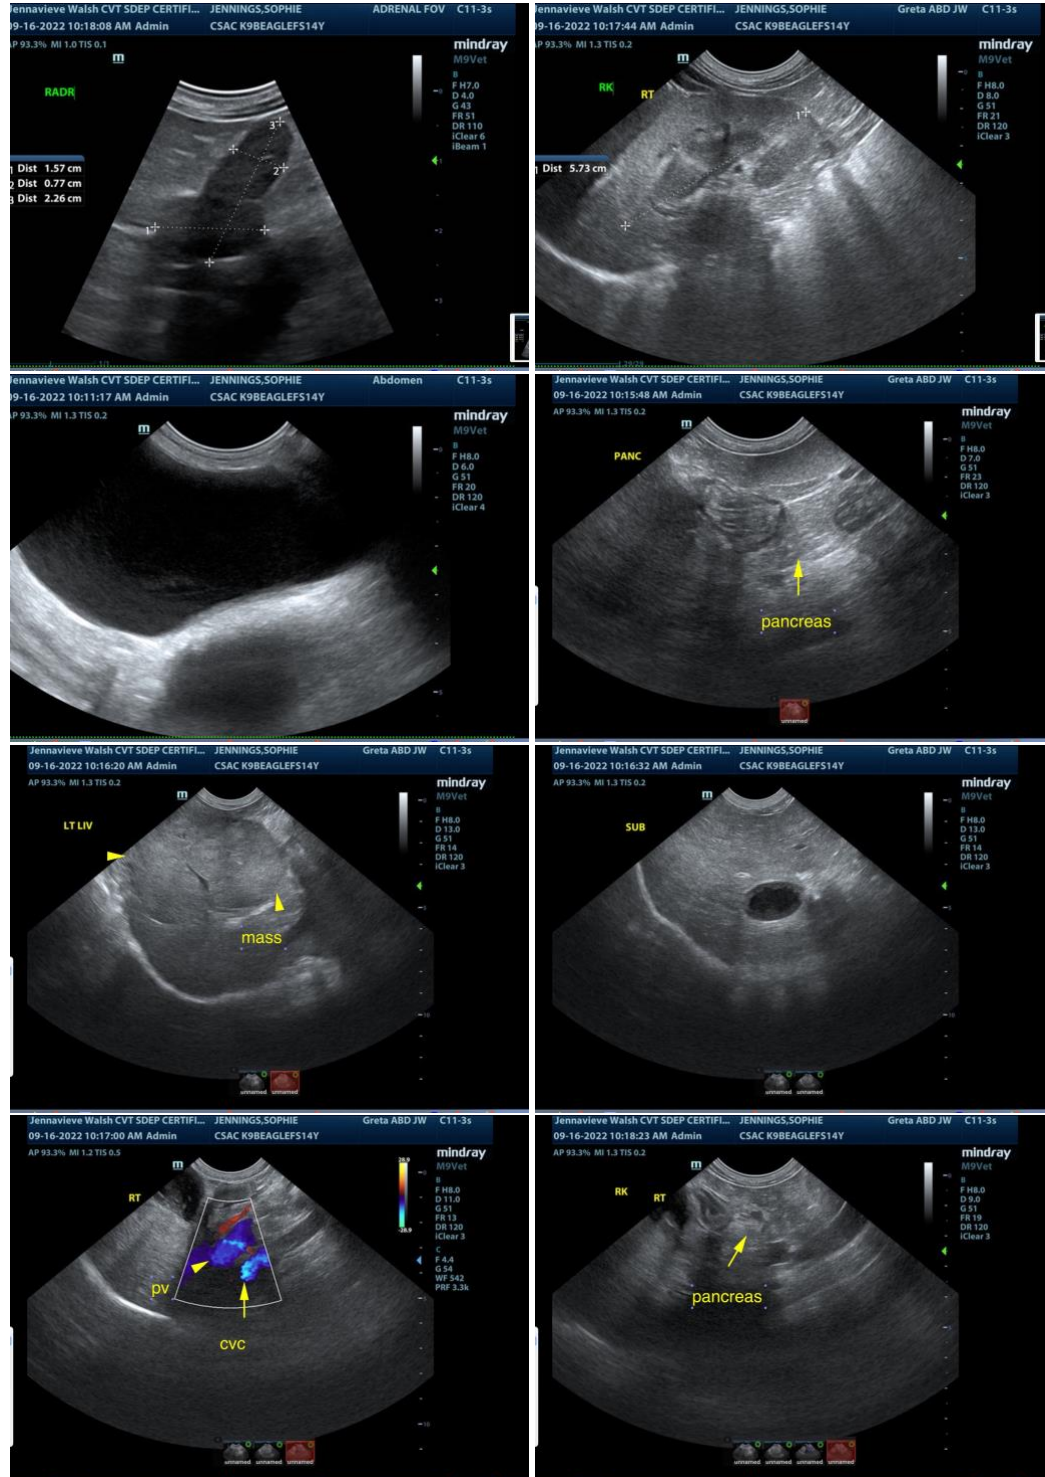 Jennavieve Walsh CVT SDEP CERTIFI... JENNINGS,SOPHIE ADRENAL FOV C11-3s
09-16-2022 10:18:08 AM Admin CSAC K9BEAGLEFS14Y
AP 93.3% MI 1.0 TIS 0.1
m
mindray
M9Vet
RADR
B
F H7.0
D 4.0
G 43
FR 51
DR 110
iClear 6
iBeam 1
1 Dist 1.57 cm
2 Dist 0.77 cm
3 Dist 2.26 cm
Jennavieve Walsh CVT SDEP CERTIFI... JENNINGS,SOPHIE Greta ABD JW C11-3s
09-16-2022 10:17:44 AM Admin CSAC K9BEAGLEFS14Y
AP 93.3% MI 1.3 TIS 0.2
m
mindray
M9Vet
RK
RT
B
F H8.0
D 8.0
G 51
FR 21
DR 120
iClear 3
1 Dist 5.73 cm
Jennavieve Walsh CVT SDEP CERTIFI... JENNINGS,SOPHIE Abdomen C11-3s
09-16-2022 10:11:17 AM Admin CSAC K9BEAGLEFS14Y
AP 93.3% MI 1.3 TIS 0.2
m
mindray
M9Vet
B
F H8.0
D 6.0
G 51
FR 20
DR 120
iClear 4
Jennavieve Walsh CVT SDEP CERTIFI... JENNINGS,SOPHIE Greta ABD JW C11-3s
09-16-2022 10:15:48 AM Admin CSAC K9BEAGLEFS14Y
AP 93.3% MI 1.3 TIS 0.2
m
mindray
M9Vet
PANC
B
F H8.0
D 7.0
G 51
FR 23
DR 120
iClear 3
pancreas
unnamed
Jennavieve Walsh CVT SDEP CERTIFI... JENNINGS,SOPHIE Greta ABD JW C11-3s
09-16-2022 10:16:20 AM Admin CSAC K9BEAGLEFS14Y
AP 93.3% MI 1.3 TIS 0.2
m
mindray
M9Vet
LT LIV
B
F H8.0
D 13.0
G 51
FR 14
DR 120
iClear 3
mass
unnamed unnamed
Jennavieve Walsh CVT SDEP CERTIFI... JENNINGS,SOPHIE Greta ABD JW C11-3s
09-16-2022 10:16:32 AM Admin CSAC K9BEAGLEFS14Y
AP 93.3% MI 1.3 TIS 0.2
m
mindray
M9Vet
SUB
B
F H8.0
D 13.0
G 51
FR 14
DR 120
iClear 3
unnamed unnamed
Jennavieve Walsh CVT SDEP CERTIFI... JENNINGS,SOPHIE Greta ABD JW C11-3s
09-16-2022 10:17:00 AM Admin CSAC K9BEAGLEFS14Y
AP 93.3% MI 1.2 TIS 0.5
m
mindray
M9Vet
RT
28.9
-28.9
B
F H8.0
D 11.0
G 51
FR 13
DR 120
iClear 3
C
F 4.4
G 54
WF 542
PRF 3.3k
pv
cvc
unnamed unnamed unnamed
Jennavieve Walsh CVT SDEP CERTIFI... JENNINGS,SOPHIE Greta ABD JW C11-3s
09-16-2022 10:18:23 AM Admin CSAC K9BEAGLEFS14Y
AP 93.3% MI 1.3 TIS 0.2
m
mindray
M9Vet
RK
RT
B
F H8.0
D 9.0
G 51
FR 19
DR 120
iClear 3
pancreas
unnamed unnamed unnamed unnamed